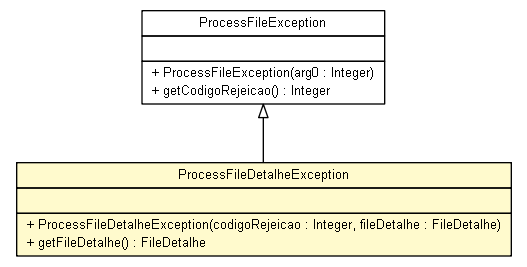 ProcessFileException
+ ProcessFileException(arg0 : Integer)
+ getCodigoRejeicao() : Integer
ProcessFileDetalheException
+ ProcessFileDetalheException(codigoRejeicao : Integer, fileDetalhe : FileDetalhe)
+ getFileDetalhe() : FileDetalhe